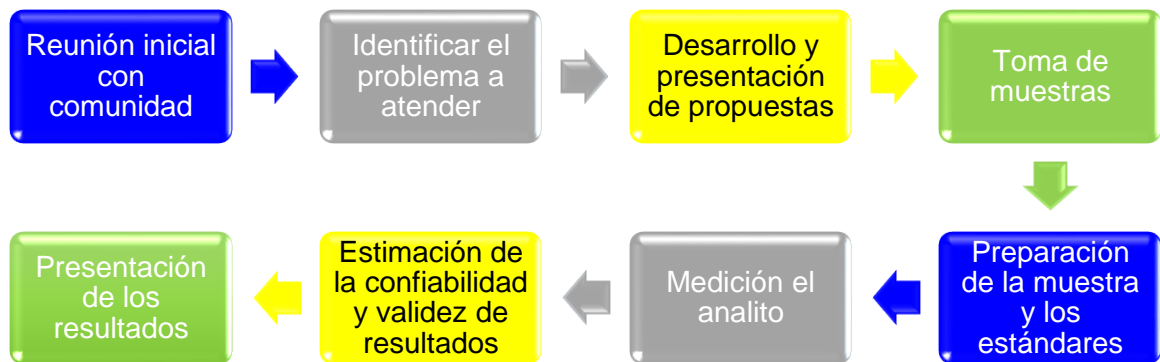 Reunión inicial
con
comunidad
Identificar el
problema a
atender
Desarrollo y
presentación
de propuestas
Toma de
muestras
Preparación
de la muestra
y los
estándares
Medición el
analito
Estimación de
la confiabilidad
y validez de
resultados
Presentación
de los
resultados